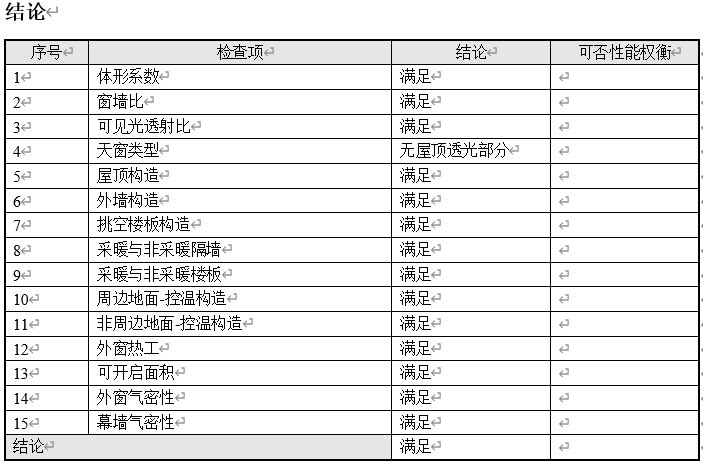 结论
序号 检查项 结论 可否性能权衡
1 体形系数 满足
2 窗墙比 满足
3 可见光透射比 满足
4 天窗类型 无屋顶透光部分
5 屋顶构造 满足
6 外墙构造 满足
7 挑空楼板构造 满足
8 采暖与非采暖隔墙 满足
9 采暖与非采暖楼板 满足
10 周边地面-控温构造 满足
11 非周边地面-控温构造 满足
12 外窗热工 满足
13 可开启面积 满足
14 外窗气密性 满足
15 幕墙气密性 满足
结论 满足